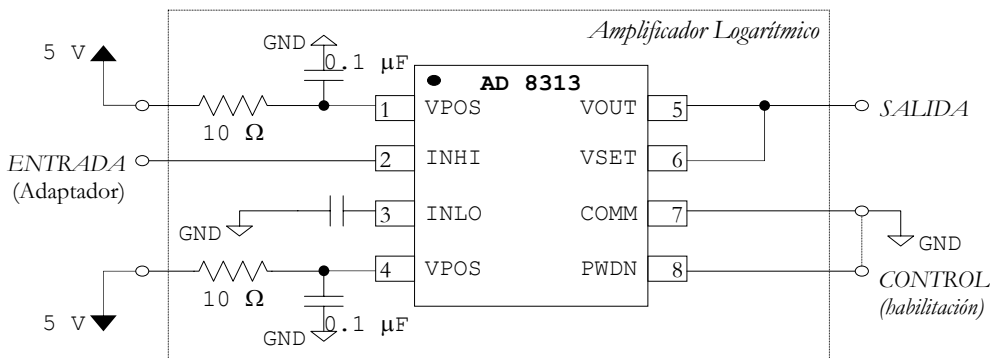 Amplificador Logarítmico
GND
5 V
0.1 µF
AD 8313
1 VPOS VOUT 5
SALIDA
10 Ω
ENTRADA
(Adaptador)
2 INHI VSET 6
3 INLO COMM 7
GND
GND
4 VPOS PWDN 8
CONTROL
(habilitación)
10 Ω
5 V
GND
0.1 µF